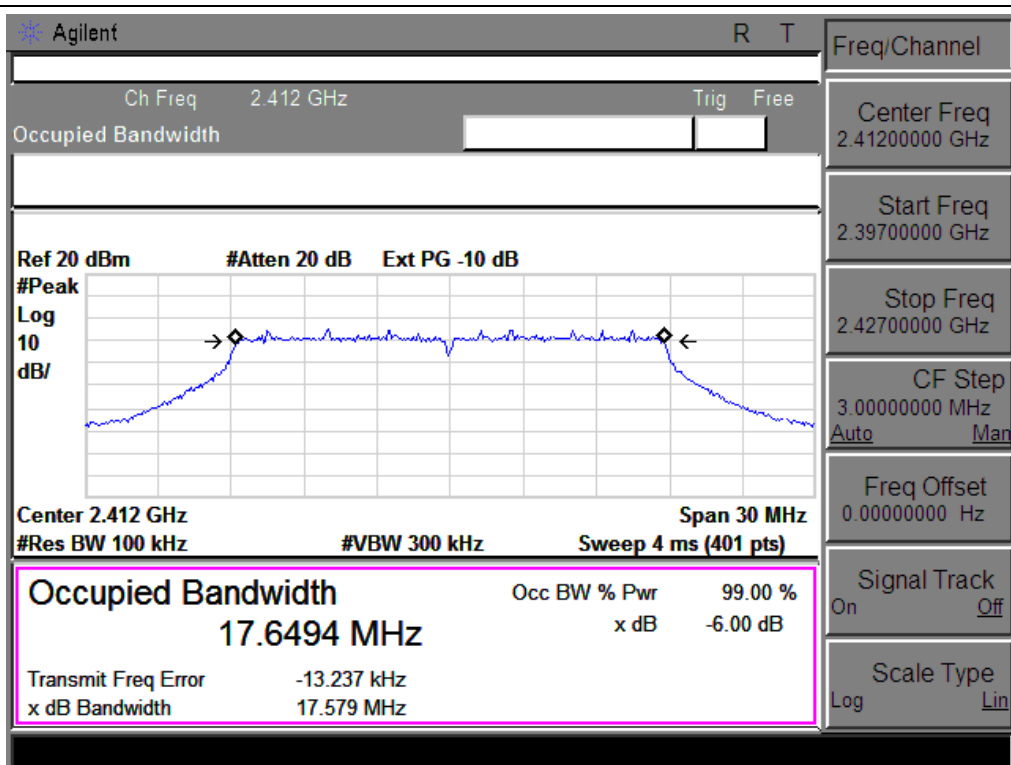 Agilent R T
Freq/Channel
Ch Freq 2.412 GHz Trig Free
Occupied Bandwidth
Center Freq
2.41200000 GHz
Start Freq
2.39700000 GHz
Stop Freq
2.42700000 GHz
CF Step
3.00000000 MHz
Auto Man
Freq Offset
0.00000000 Hz
Signal Track
On Off
Scale Type
Log Lin
Ref 20 dBm #Atten 20 dB Ext PG -10 dB
#Peak
Log
10
dB/
Center 2.412 GHz Span 30 MHz
#Res BW 100 kHz #VBW 300 kHz Sweep 4 ms (401 pts)
Occupied Bandwidth Occ BW % Pwr 99.00 %
17.6494 MHz x dB -6.00 dB
Transmit Freq Error -13.237 kHz
x dB Bandwidth 17.579 MHz